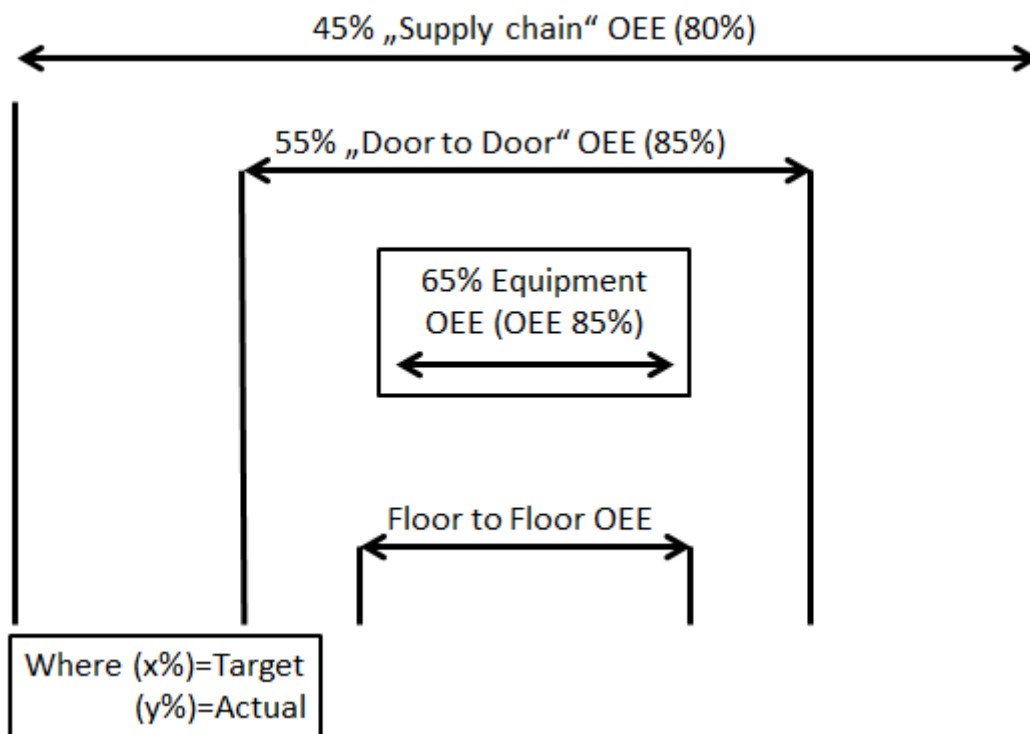 45% „Supply chain“ OEE (80%)
55% „Door to Door“ OEE (85%)
65% Equipment
OEE (OEE 85%)
Floor to Floor OEE
Where (x%)=Target
(y%)=Actual